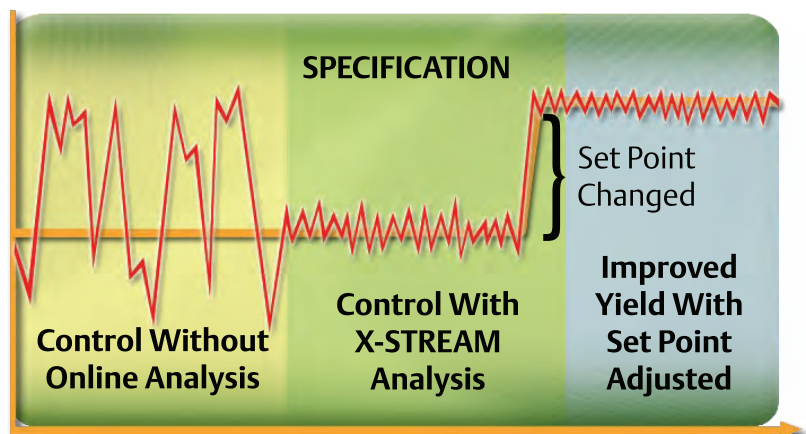 SPECIFICATION
Control Without
Online Analysis
Control With
X-STREAM
Analysis
Set Point
Changed
Improved
Yield With
Set Point
Adjusted